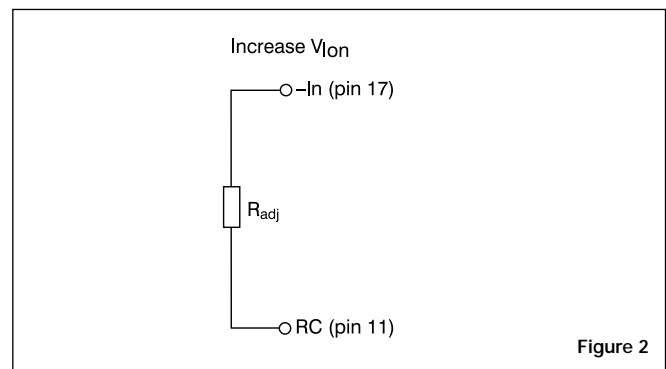 Increase VIon
–In (pin 17)
Radj
RC (pin 11)
Figure 2